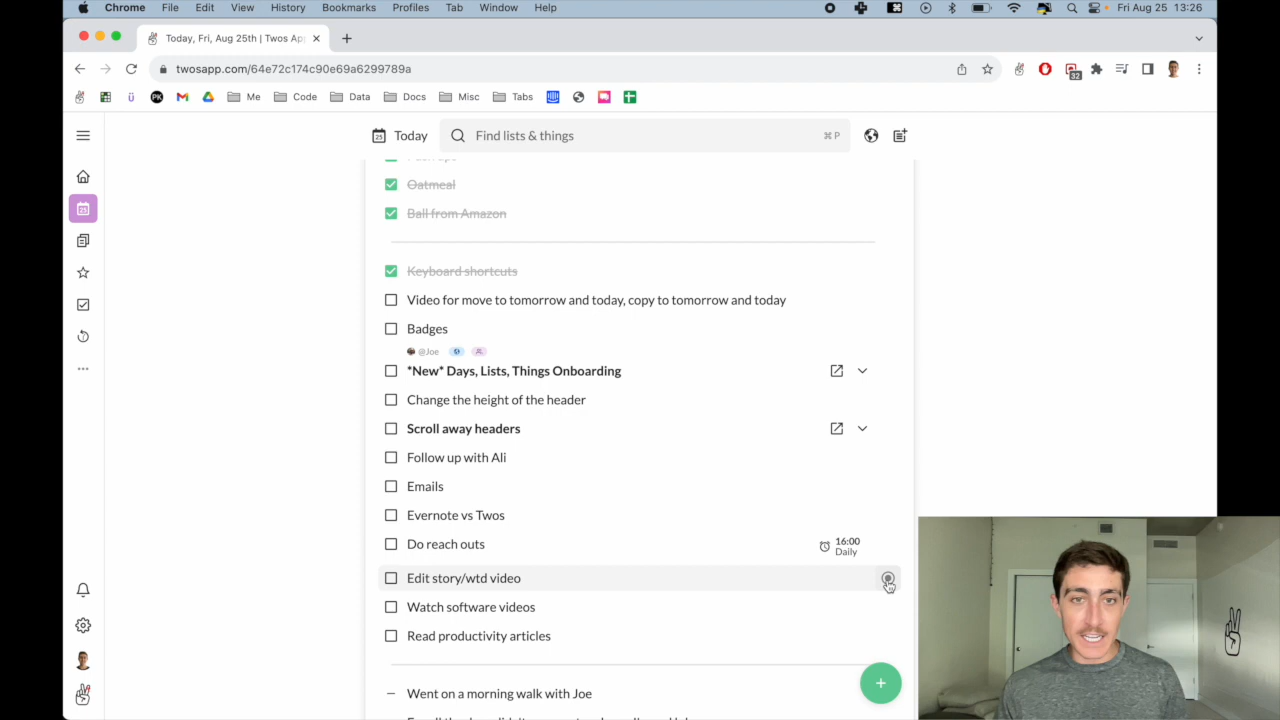 Chrome File Edit View History Bookmarks Profiles Tab Window Help Fri Aug 25 13:26
Today, Fri, Aug 25th | Twos Ap
twosapp.com/64e72c174c90e69a6299789a
32
Me Code Data Docs Misc Tabs
25 Today Find lists & things ⌘ P
Oatmeal
25
Ball from Amazon
Keyboard shortcuts
Video for move to tomorrow and today, copy to tomorrow and today
Badges
@Joe
*New* Days, Lists, Things Onboarding
Change the height of the header
Scroll away headers
Follow up with Ali
Emails
Evernote vs Twos
Do reach outs 16:00
Daily
Edit story/wtd video
Watch software videos
Read productivity articles
Went on a morning walk with Joe